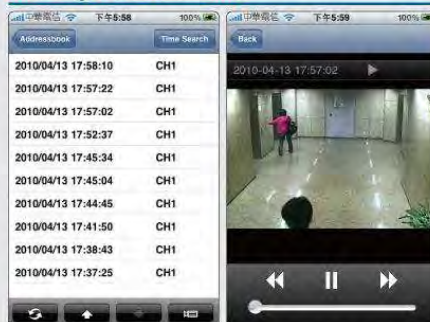 中華電信 下午5:58 100%
Addressbook Time Search
2010/04/13 17:58:10 CH1
2010/04/13 17:57:22 CH1
2010/04/13 17:57:02 CH1
2010/04/13 17:52:37 CH1
2010/04/13 17:45:34 CH1
2010/04/13 17:45:04 CH1
2010/04/13 17:44:45 CH1
2010/04/13 17:41:50 CH1
2010/04/13 17:38:43 CH1
2010/04/13 17:37:25 CH1
中華電信 下午5:59 100%
Back
2010-04-13 17:57:02